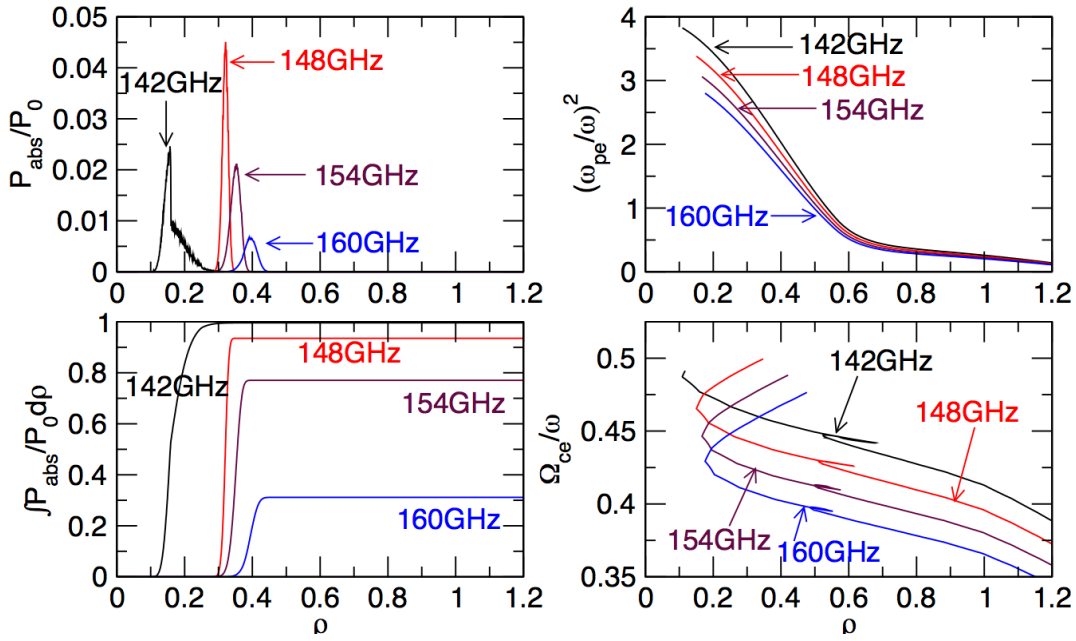 0.05
0.04
0.03
0.02
0.01
0
P_abs/P_0
142GHz
148GHz
154GHz
160GHz
0 0.2 0.4 0.6 0.8 1 1.2
4
3
2
1
0
(ω_pe/ω)^2
142GHz
148GHz
154GHz
160GHz
0 0.2 0.4 0.6 0.8 1 1.2
1
0.8
0.6
0.4
0.2
0
∫P_abs/P_0dρ
142GHz
148GHz
154GHz
160GHz
0 0.2 0.4 0.6 0.8 1 1.2
ρ
0.5
0.45
0.4
0.35
Ω_ce/ω
142GHz
148GHz
154GHz
160GHz
0 0.2 0.4 0.6 0.8 1 1.2
ρ